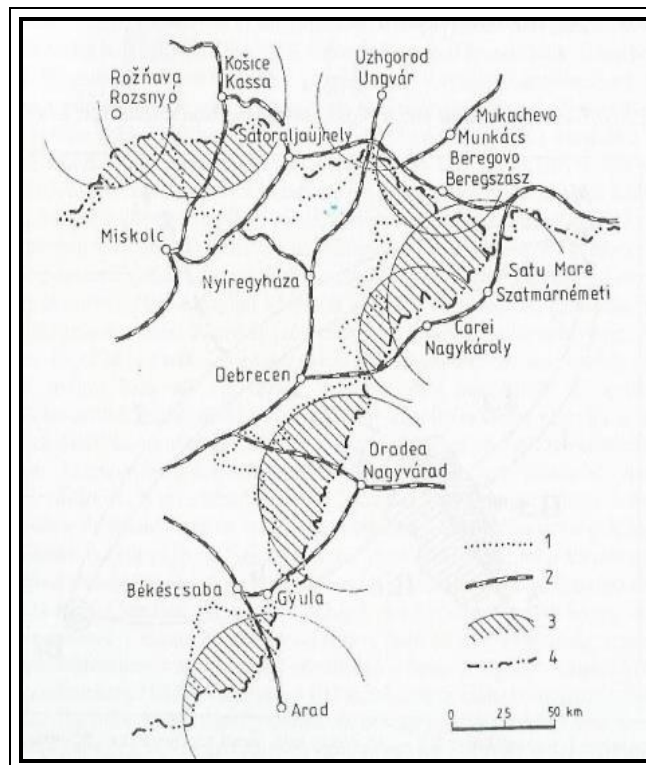 Košice
Kassa
Rožňava
Rozsnyó
Uzhgorod
Ungvár
Mukachevo
Munkács
Beregovo
Beregszász
Sátoraljaújhely
Miskolc
Nyíregyháza
Satu Mare
Szatmárnémeti
Carei
Nagykároly
Debrecen
Oradea
Nagyvárad
Békéscsaba
Gyula
Arad
1
2
3
4
0 25 50 km